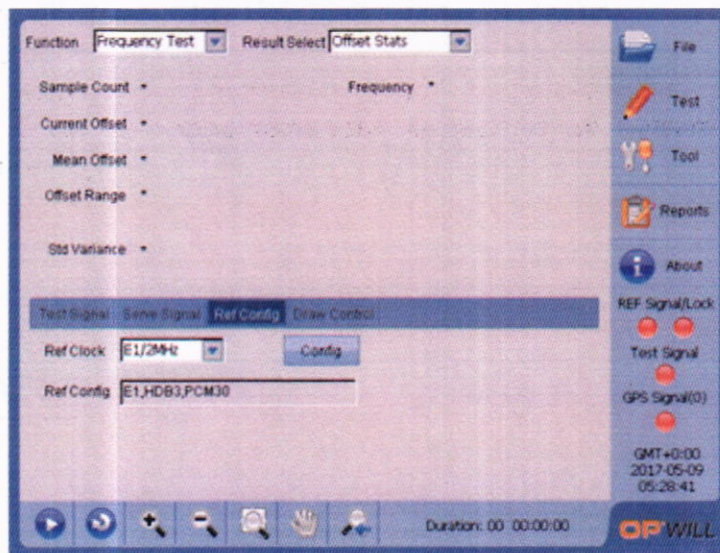 Function Frequency Test Result Select Offset Stats
Sample Count * Frequency *
Current Offset *
Mean Offset *
Offset Range *
Std Variance *
Test Signal Serve Signal Ref Config Draw Control
Ref Clock E1/2MHz Config
Ref Config E1,HDB3,PCM30
Duration: 00 00:00:00
File
Test
Tool
Reports
About
REF Signal/Lock
Test Signal
GPS Signal(0)
GMT+0:00
2017-05-09
05:28:41
OPWILL